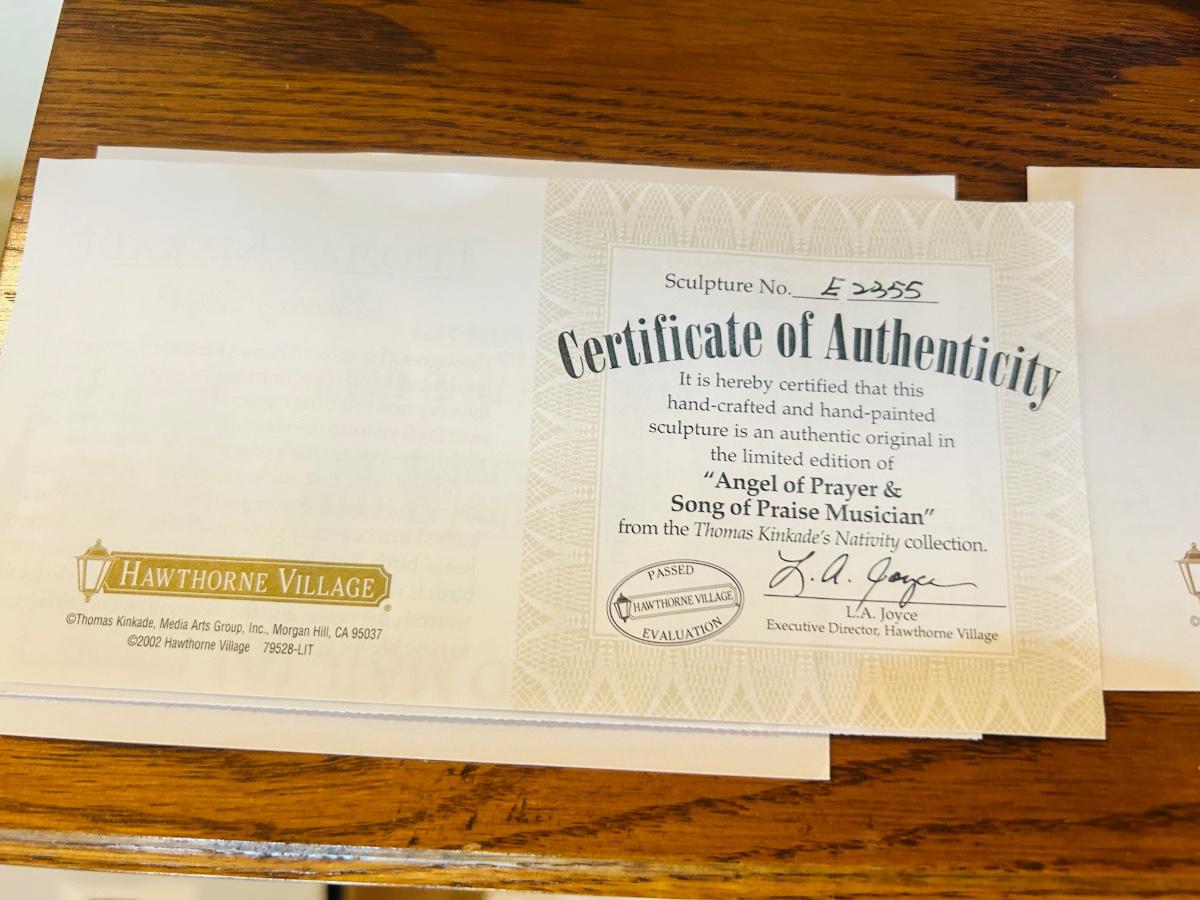 HAWTHORNE VILLAGE®
©Thomas Kinkade, Media Arts Group, Inc., Morgan Hill, CA 95037
©2002 Hawthorne Village 79528-LIT
Sculpture No. E 2355
Certificate of Authenticity
It is hereby certified that this
hand-crafted and hand-painted
sculpture is an authentic original in
the limited edition of
“Angel of Prayer &
Song of Praise Musician”
from the Thomas Kinkade's Nativity collection.
PASSED
HAWTHORNE VILLAGE
EVALUATION
L. A. Joyce
L.A. Joyce
Executive Director, Hawthorne Village